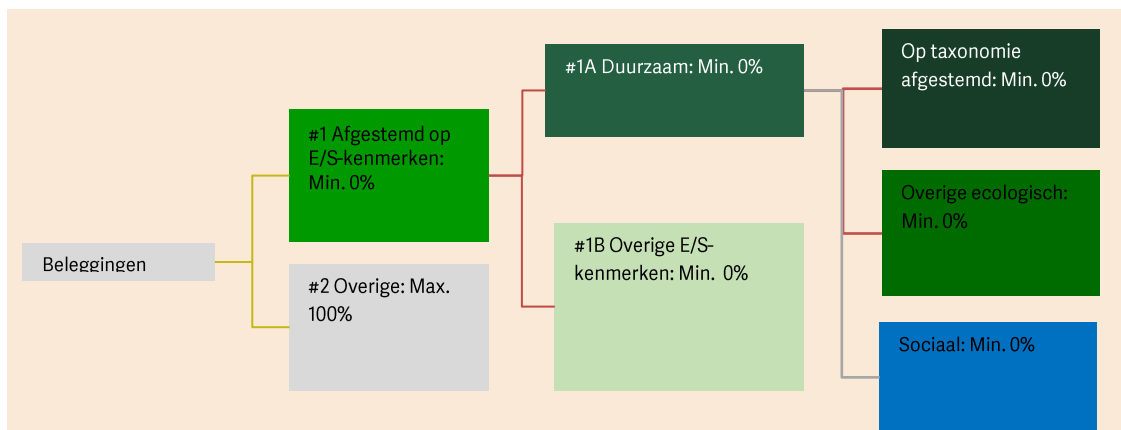 Beleggingen
#1 Afgestemd op
E/S-kenmerken:
Min. 0%
#2 Overige: Max.
100%
#1A Duurzaam: Min. 0%
#1B Overige E/S-
kenmerken: Min. 0%
Op taxonomie
afgestemd: Min. 0%
Overige ecologisch:
Min. 0%
Sociaal: Min. 0%